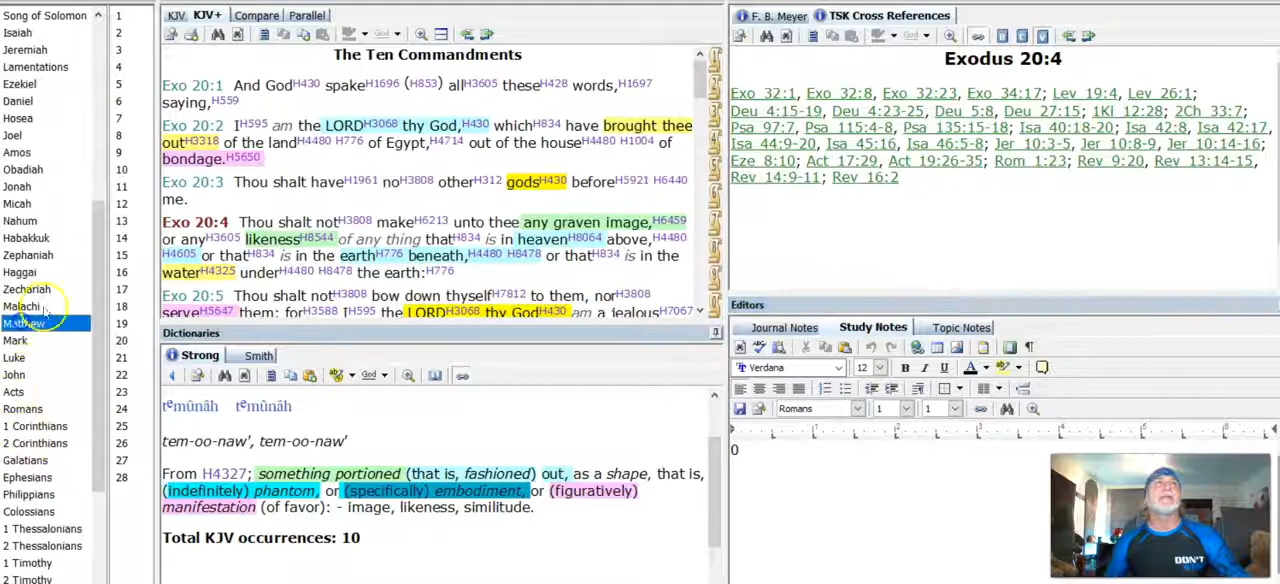 Song of Solomon
Isaiah
Jeremiah
Lamentations
Ezekiel
Daniel
Hosea
Joel
Amos
Obadiah
Jonah
Micah
Nahum
Habakkuk
Zephaniah
Haggai
Zechariah
Malachi
Matthew
Mark
Luke
John
Acts
Romans
1 Corinthians
2 Corinthians
Galatians
Ephesians
Philippians
Colossians
1 Thessalonians
2 Thessalonians
1 Timothy
2 Timothy
1
2
3
4
5
6
7
8
9
10
11
12
13
14
15
16
17
18
19
20
21
22
23
24
25
26
27
28
KJV KJV+ Compare Parallel
God
The Ten Commandments
Exo 20:1 And God H430 spake H1696 (H853) all H3605 these H428 words, H1697
saying, H559
Exo 20:2 I H595 am the LORD H3068 thy God, H430 which H834 have brought thee
out H3318 of the land H4480 H776 of Egypt, H4714 out of the house H4480 H1004 of
bondage. H5650
Exo 20:3 Thou shalt have H1961 no H3808 other H312 gods H430 before H5921 H6440
me.
Exo 20:4 Thou shalt not H3808 make H6213 unto thee any graven image, H6459
or any H3605 likeness H8544 of any thing that H834 is in heaven H8064 above, H4480
H4605 or that H834 is in the earth H776 beneath, H4480 H8478 or that H834 is in the
water H4325 under H4480 H8478 the earth: H776
Exo 20:5 Thou shalt not H3808 bow down thyself H7812 to them, nor H3808
serve H5647 them: for H3588 I H595 the LORD H3068 thy God H430 am a jealous H7067
Dictionaries
Strong Smith
God
temûnâh temûnâh
tem-oo-naw', tem-oo-naw'
From H4327; something portioned (that is, fashioned) out, as a shape, that is,
(indefinitely) phantom, or (specifically) embodiment, or (figuratively)
manifestation (of favor): - image, likeness, similitude.
Total KJV occurrences: 10
F. B. Meyer TSK Cross References
God
Exodus 20:4
Exo 32:1, Exo 32:8, Exo 32:23, Exo 34:17; Lev 19:4, Lev 26:1;
Deu 4:15-19, Deu 4:23-25, Deu 5:8, Deu 27:15; 1Ki 12:28; 2Ch 33:7;
Psa 97:7, Psa 115:4-8, Psa 135:15-18; Isa 40:18-20; Isa 42:8, Isa 42:17,
Isa 44:9-20, Isa 45:16, Isa 46:5-8; Jer 10:3-5, Jer 10:8-9, Jer 10:14-16;
Eze 8:10; Act 17:29, Act 19:26-35; Rom 1:23; Rev 9:20, Rev 13:14-15,
Rev 14:9-11; Rev 16:2
Editors
Journal Notes Study Notes Topic Notes
Verdana 12 B I U A
Romans 1 1
1 2 3 4 5 6
0
DON'T